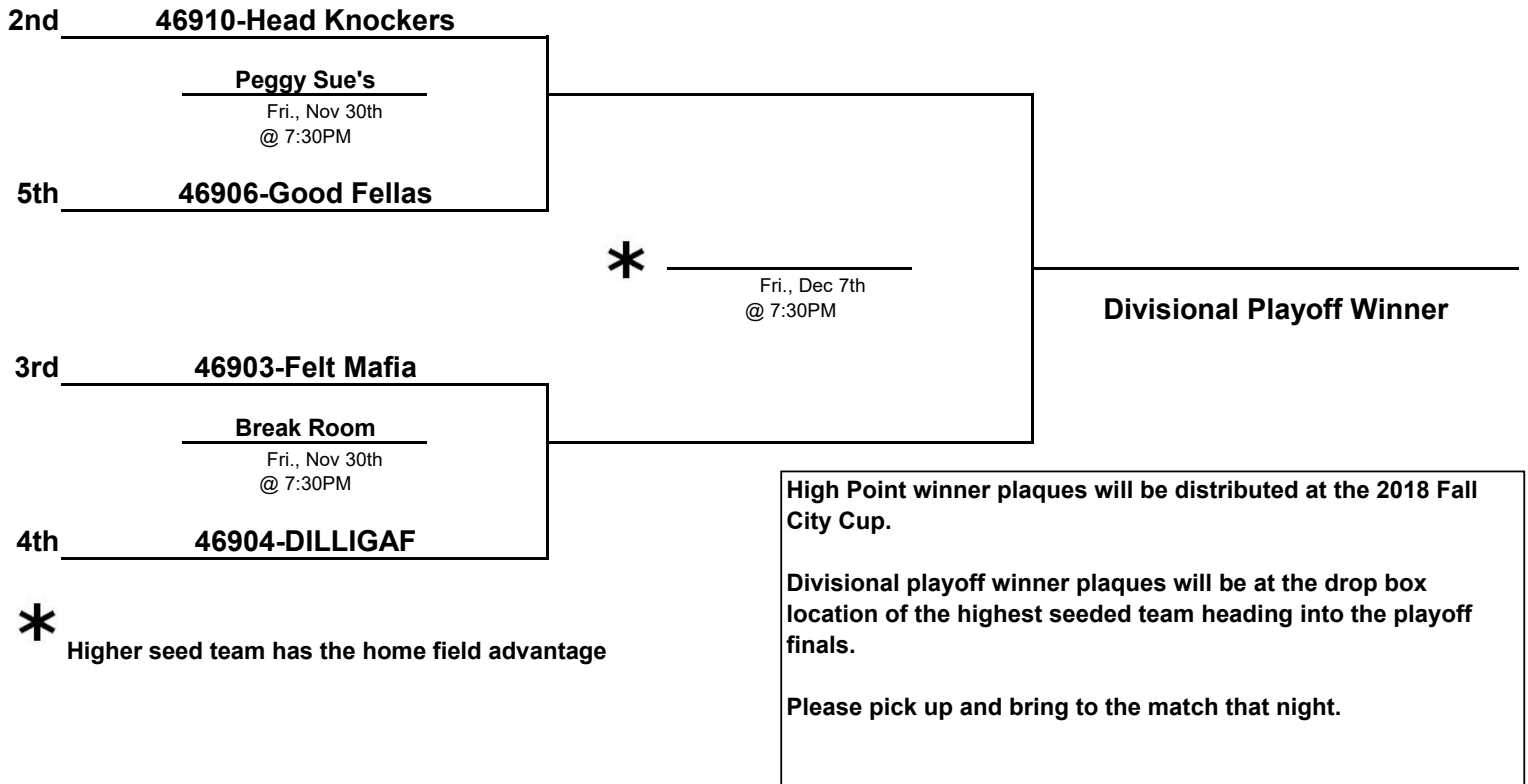 2nd 46910-Head Knockers
Peggy Sue's
Fri., Nov 30th
@ 7:30PM
5th 46906-Good Fellas
*
Fri., Dec 7th
@ 7:30PM
Divisional Playoff Winner
3rd 46903-Felt Mafia
Break Room
Fri., Nov 30th
@ 7:30PM
4th 46904-DILLIGAF
* Higher seed team has the home field advantage
High Point winner plaques will be distributed at the 2018 Fall
City Cup.
Divisional playoff winner plaques will be at the drop box
location of the highest seeded team heading into the playoff
finals.
Please pick up and bring to the match that night.